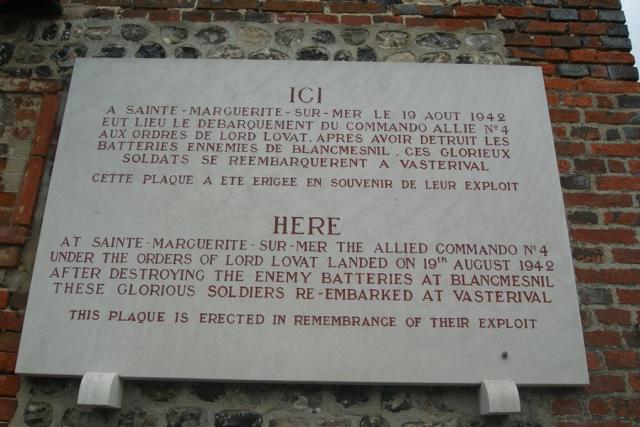 ICI
A SAINTE-MARGUERITE-SUR-MER LE 19 AOUT 1942
EUT LIEU LE DEBARQUEMENT DU COMMANDO ALLIE No 4
AUX ORDRES DE LORD LOVAT. APRES AVOIR DETRUIT LES
BATTERIES ENNEMIES DE BLANCMESNIL, CES GLORIEUX
SOLDATS SE REEMBARQUERENT A VASTERIVAL
CETTE PLAQUE A ETE ERIGEE EN SOUVENIR DE LEUR EXPLOIT
HERE
AT SAINTE-MARGUERITE-SUR-MER THE ALLIED COMMANDO No 4
UNDER THE ORDERS OF LORD LOVAT LANDED ON 19th AUGUST 1942
AFTER DESTROYING THE ENEMY BATTERIES AT BLANCMESNIL
THESE GLORIOUS SOLDIERS RE-EMBARKED AT VASTERIVAL
THIS PLAQUE IS ERECTED IN REMEMBRANCE OF THEIR EXPLOIT